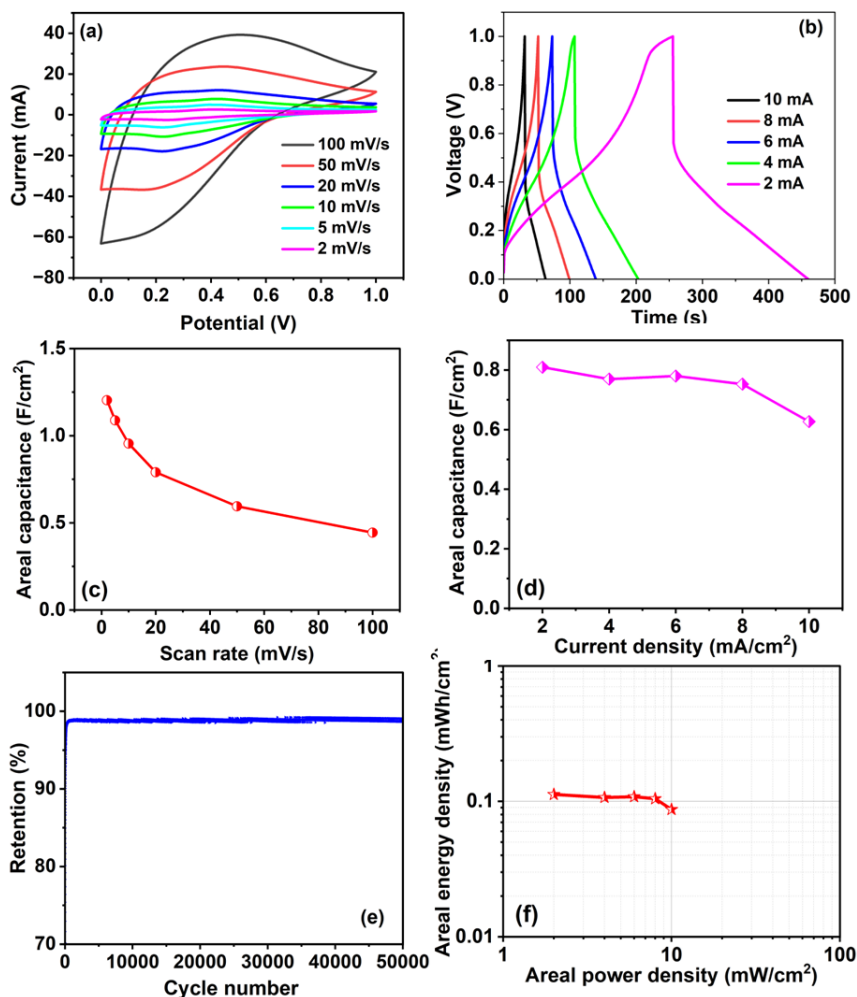 (a)
40
20
0
−20
−40
−60
−80
Current (mA)
100 mV/s
50 mV/s
20 mV/s
10 mV/s
5 mV/s
2 mV/s
0.0 0.2 0.4 0.6 0.8 1.0
Potential (V)
(b)
1.0
0.8
0.6
0.4
0.2
0.0
Voltage (V)
10 mA
8 mA
6 mA
4 mA
2 mA
0 100 200 300 400 500
Time (s)
1.5
1.0
0.5
0.0
Areal capacitance (F/cm²)
(c)
0 20 40 60 80 100
Scan rate (mV/s)
0.8
0.6
0.4
0.2
0.0
Areal capacitance (F/cm²)
(d)
2 4 6 8 10
Current density (mA/cm²)
100
90
80
70
Retention (%)
(e)
0 10000 20000 30000 40000 50000
Cycle number
1
0.1
0.01
Areal energy density (mWh/cm²)
(f)
1 10 100
Areal power density (mW/cm²)